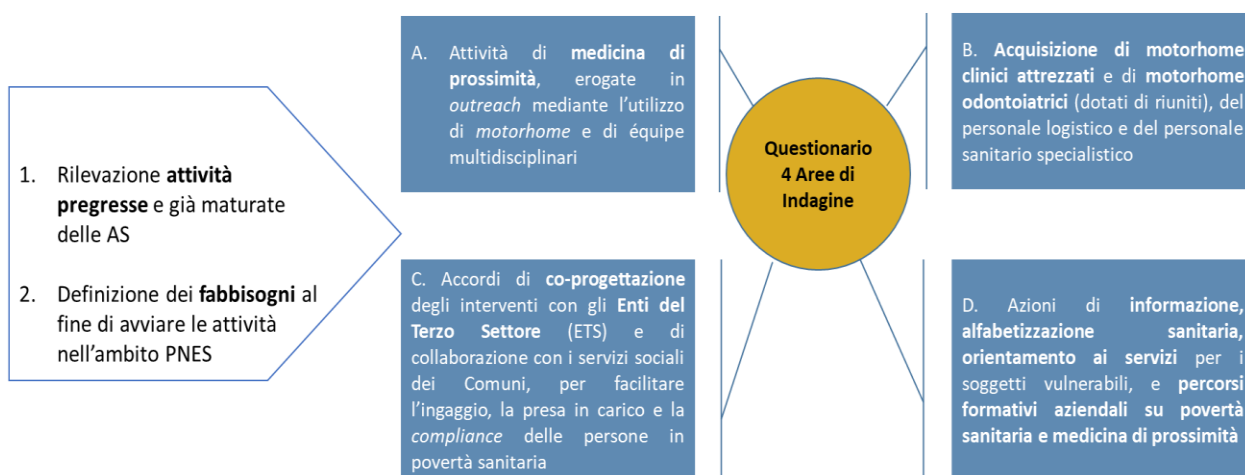 1. Rilevazione attività
pregresse e già maturate
delle AS
2. Definizione dei fabbisogni al
fine di avviare le attività
nell'ambito PNES
A. Attività di medicina di
prossimità, erogate in
outreach mediante l'utilizzo
di motorhome e di équipe
multidisciplinari
Questionario
4 Aree di
Indagine
B. Acquisizione di motorhome
clinici attrezzati e di motorhome
odontoiatrici (dotati di riuniti), del
personale logistico e del personale
sanitario specialistico
C. Accordi di co-progettazione
degli interventi con gli Enti del
Terzo Settore (ETS) e di
collaborazione con i servizi sociali
dei Comuni, per facilitare
l'ingaggio, la presa in carico e la
compliance delle persone in
povertà sanitaria
D. Azioni di informazione,
alfabetizzazione sanitaria,
orientamento ai servizi per i
soggetti vulnerabili, e percorsi
formativi aziendali su povertà
sanitaria e medicina di prossimità